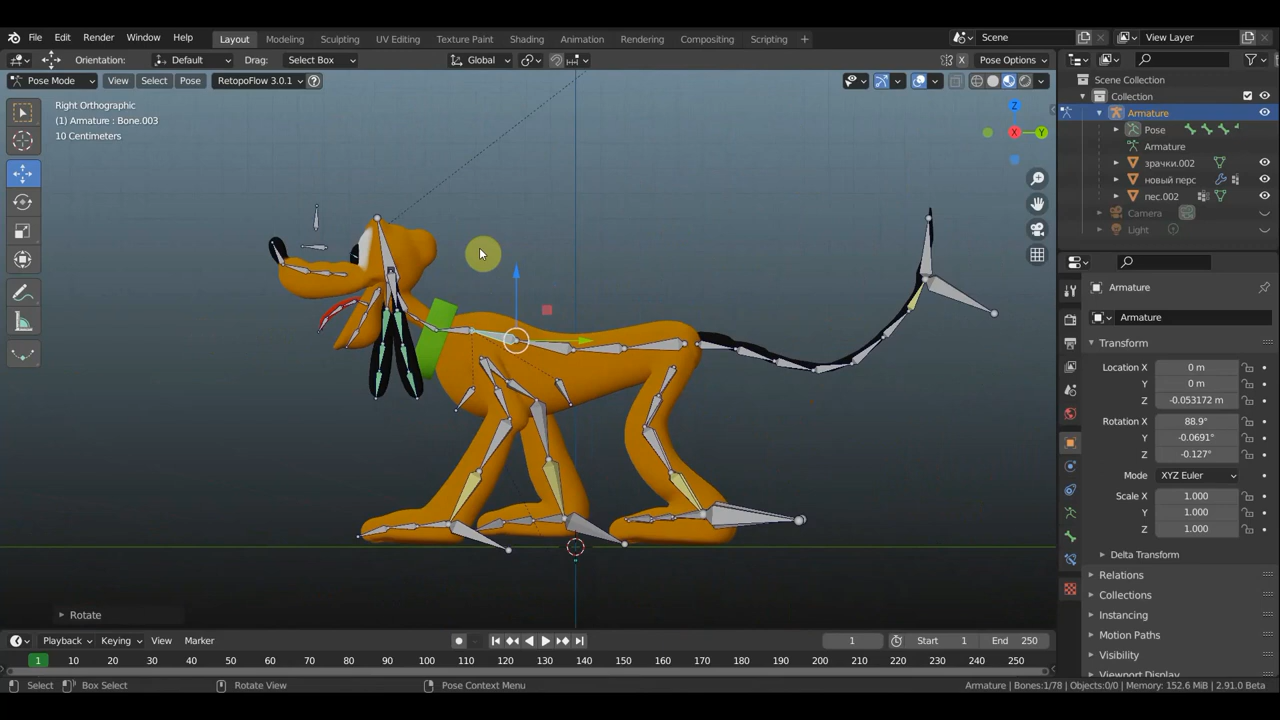 File Edit Render Window Help Layout Modeling Sculpting UV Editing Texture Paint Shading Animation Rendering Compositing Scripting + Scene View Layer
Orientation: Default Drag: Select Box Global X Pose Options
Pose Mode View Select Pose RetopoFlow 3.0.1 ?
Right Orthographic
(1) Armature : Bone.003
10 Centimeters
Z
X
Y
Rotate
Scene Collection
Collection
Armature
Pose
Armature
зрачки.002
новый перс
пес.002
Camera
Light
Armature
Armature
Transform
Location X 0 m
Y 0 m
Z -0.053172 m
Rotation X 88.9°
Y -0.0691°
Z -0.127°
Mode XYZ Euler
Scale X 1.000
Y 1.000
Z 1.000
Delta Transform
Relations
Collections
Instancing
Motion Paths
Visibility
Viewport Display
Playback Keying View Marker 1 Start 1 End 250
1 10 20 30 40 50 60 70 80 90 100 110 120 130 140 150 160 170 180 190 200 210 220 230 240 250
Select Box Select Rotate View Pose Context Menu Armature | Bones:1/78 | Objects:0/0 | Memory: 152.6 MiB | 2.91.0 Beta